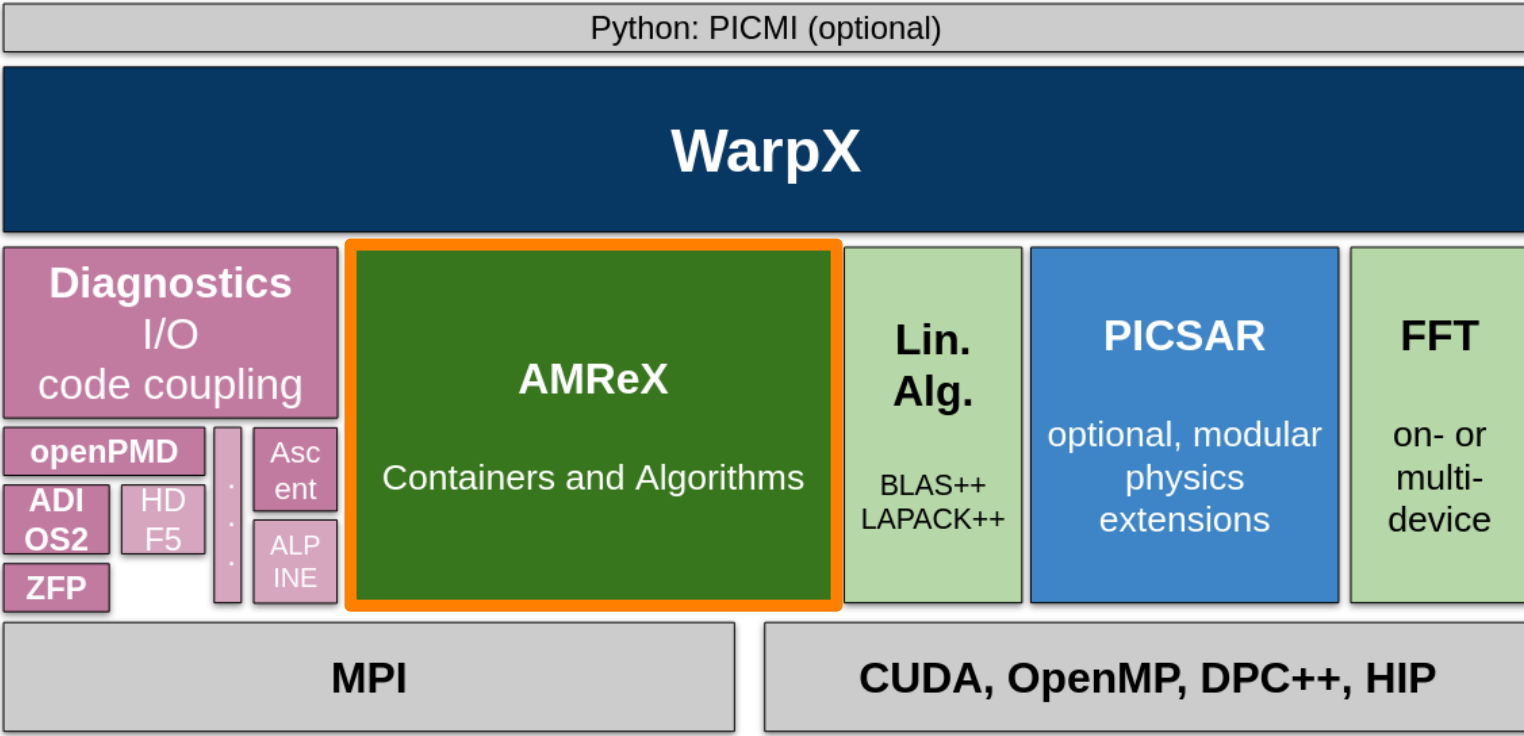 Python: PICMI (optional)
WarpX
Diagnostics
I/O
code coupling
openPMD
ADI
OS2
HD
F5
ZFP
.
.
.
Asc
ent
ALP
INE
AMReX
Containers and Algorithms
Lin.
Alg.
BLAS++
LAPACK++
PICSAR
optional, modular
physics
extensions
FFT
on- or
multi-
device
MPI
CUDA, OpenMP, DPC++, HIP